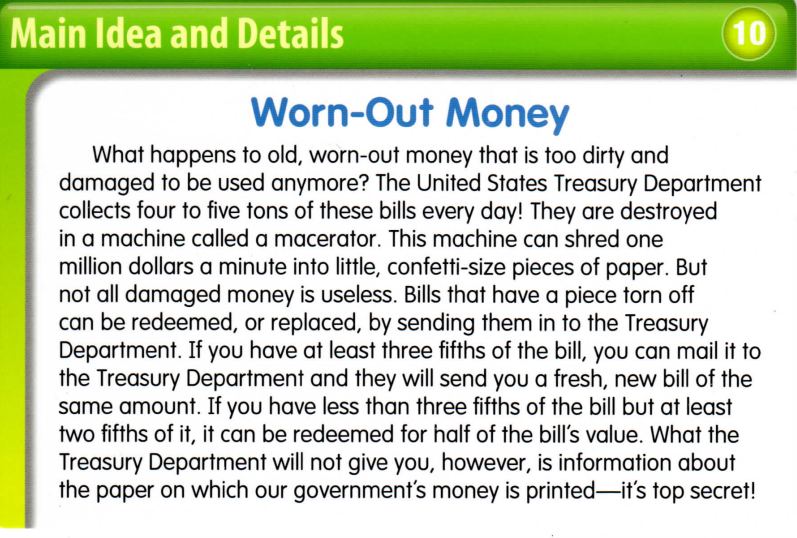 Main Idea and Details
10
Worn-Out Money
What happens to old, worn-out money that is too dirty and
damaged to be used anymore? The United States Treasury Department
collects four to five tons of these bills every day! They are destroyed
in a machine called a macerator. This machine can shred one
million dollars a minute into little, confetti-size pieces of paper. But
not all damaged money is useless. Bills that have a piece torn off
can be redeemed, or replaced, by sending them in to the Treasury
Department. If you have at least three fifths of the bill, you can mail it to
the Treasury Department and they will send you a fresh, new bill of the
same amount. If you have less than three fifths of the bill but at least
two fifths of it, it can be redeemed for half of the bill's value. What the
Treasury Department will not give you, however, is information about
the paper on which our government's money is printed—it's top secret!